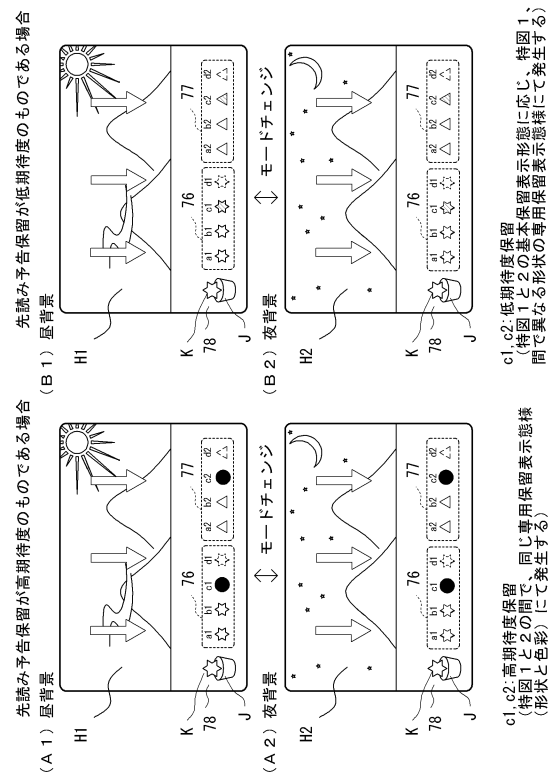 先読み予告保留が高期待度のものである場合
（A１）昼背景
H1
76
77
a1 b1 c1 d1
a2 b2 c2 d2
K
78
J
モードチェンジ
（A２）夜背景
H2
76
77
a1 b1 c1 d1
a2 b2 c2 d2
K
78
J
c1, c2:高期待度保留
（特図１と２の間で、同じ専用保留表示態様
（形状と色彩）にて発生する）
先読み予告保留が低期待度のものである場合
（B１）昼背景
H1
76
77
a1 b1 c1 d1
a2 b2 c2 d2
K
78
J
モードチェンジ
（B２）夜背景
H2
76
77
a1 b1 c1 d1
a2 b2 c2 d2
K
78
J
c1, c2:低期待度保留
（特図１と２の基本保留表示形態に応じ、特図１、
間で異なる形状の専用保留表示態様にて発生する）